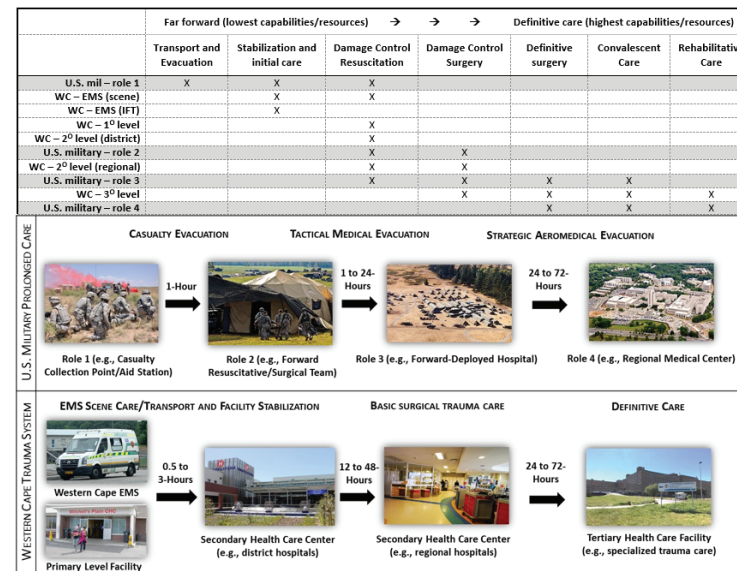 Far forward (lowest capabilities/resources) → → → Definitive care (highest capabilities/resources)
Transport and Evacuation Stabilization and initial care Damage Control Resuscitation Damage Control Surgery Definitive surgery Convalescent Care Rehabilitativ Care
U.S. mil – role 1 X X X
WC – EMS (scene) X X
WC – EMS (IFT) X
WC – 1⁰ level X
WC – 2⁰ level (district) X
U.S. military – role 2 X X
WC – 2⁰ level (regional) X X
U.S. military – role 3 X X X X
WC – 3⁰ level X X X X
U.S. military – role 4 X X X
U.S. MILITARY PROLONGED CARE
CASUALTY EVACUATION TACTICAL MEDICAL EVACUATION STRATEGIC AEROMEDICAL EVACUATION
1-Hour
1 to 24-
Hours
24 to 72-
Hours
Role 1 (e.g., Casualty
Collection Point/Aid Station)
Role 2 (e.g., Forward
Resuscitative/Surgical Team)
Role 3 (e.g., Forward-Deployed Hospital)
Role 4 (e.g., Regional Medical Center)
WESTERN CAPE TRAUMA SYSTEM
EMS SCENE CARE/TRANSPORT AND FACILITY STABILIZATION BASIC SURGICAL TRAUMA CARE DEFINITIVE CARE
Western Cape EMS
Primary Level Facility
0.5 to
3-Hours
Secondary Health Care Center
(e.g., district hospitals)
12 to 48-
Hours
Secondary Health Care Center
(e.g., regional hospitals)
24 to 72-
Hours
Tertiary Health Care Facility
(e.g., specialized trauma care)